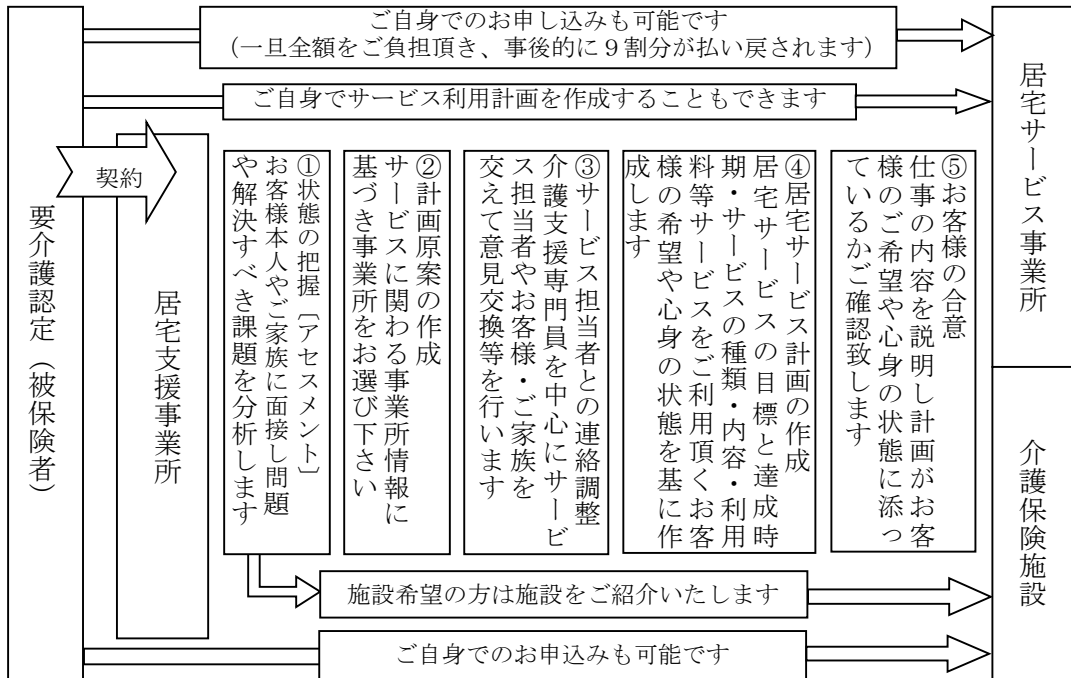 ご自身でのお申し込みも可能です
（一旦全額をご負担頂き、事後的に９割分が払い戻されます）
ご自身でサービス利用計画を作成することもできます
要介護認定（被保険者）
契約
居宅支援事業所
①状態の把握〔アセスメント〕
お客様本人やご家族に面接し問題
や解決すべき課題を分析します
②計画原案の作成
サービスに関わる事業所情報に
基づき事業所をお選び下さい
③サービス担当者との連絡調整
介護支援専門員を中心にサービ
ス担当者やお客様・ご家族を
交えて意見交換等を行います
④居宅サービス計画の作成
居宅サービスの目標と達成時
期・サービスの種類・内容・利用
料等サービスをご利用頂くお客
様の希望や心身の状態を基に作
成します
⑤お客様の合意
仕事の内容を説明し計画がお客
様のご希望や心身の状態に添っ
ているかご確認致します
居宅サービス事業所
介護保険施設
施設希望の方は施設をご紹介いたします
ご自身でのお申込みも可能です